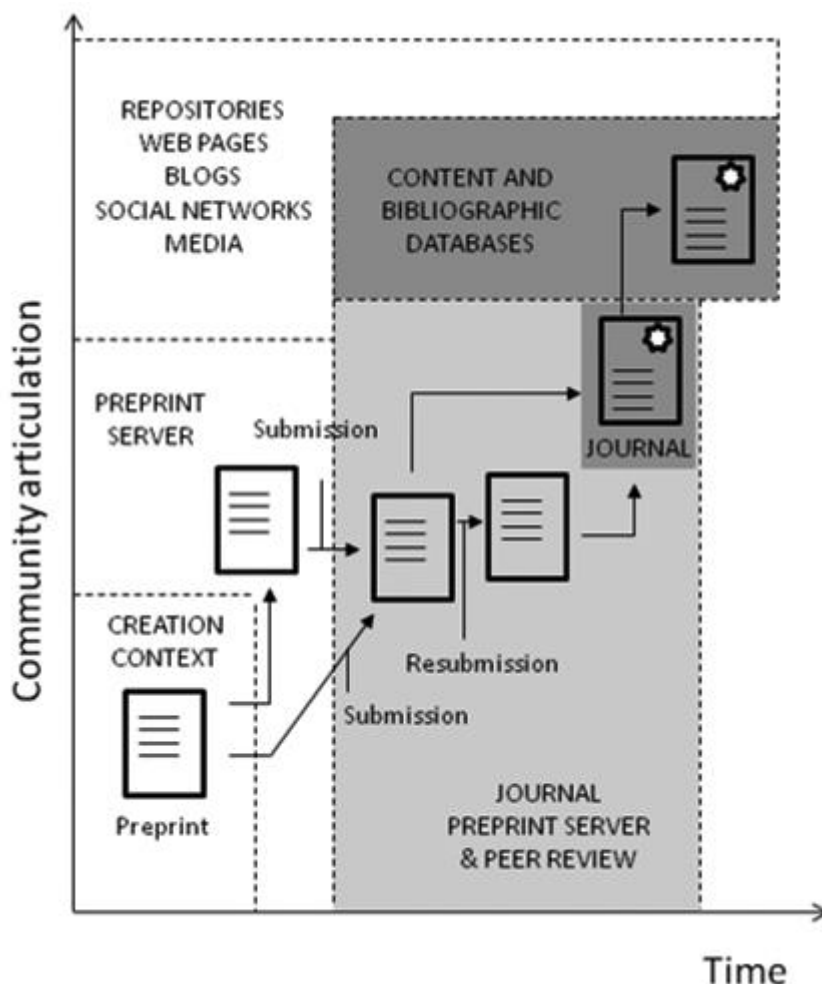 REPOSITORIES
WEB PAGES
BLOGS
SOCIAL NETWORKS
MEDIA
CONTENT AND
BIBLIOGRAPHIC
DATABASES
PREPRINT
SERVER
Submission
JOURNAL
CREATION
CONTEXT
Preprint
Resubmission
Submission
JOURNAL
PREPRINT SERVER
& PEER REVIEW
Community articulation
Time